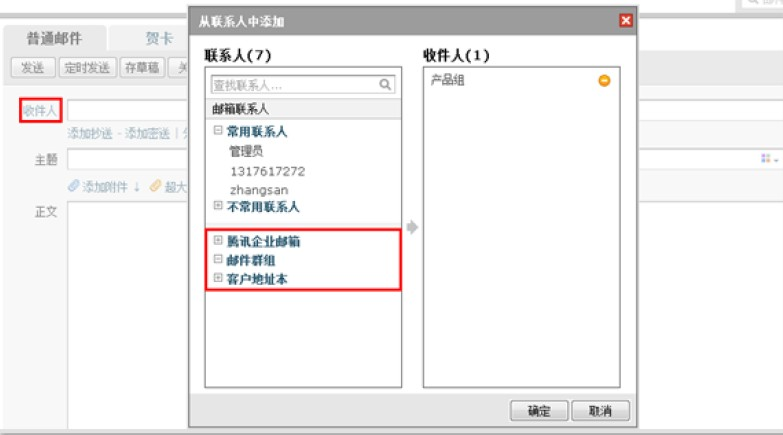 从联系人中添加
普通邮件 贺卡
发送 定时发送 存草稿
收件人
添加抄送 - 添加密送 |
主题
添加附件 ↓ 超大
正文
联系人(7)
查找联系人...
邮箱联系人
常用联系人
管理员
1317617272
zhangsan
不常用联系人
腾讯企业邮箱
邮件群组
客户地址本
收件人(1)
产品组
确定 取消